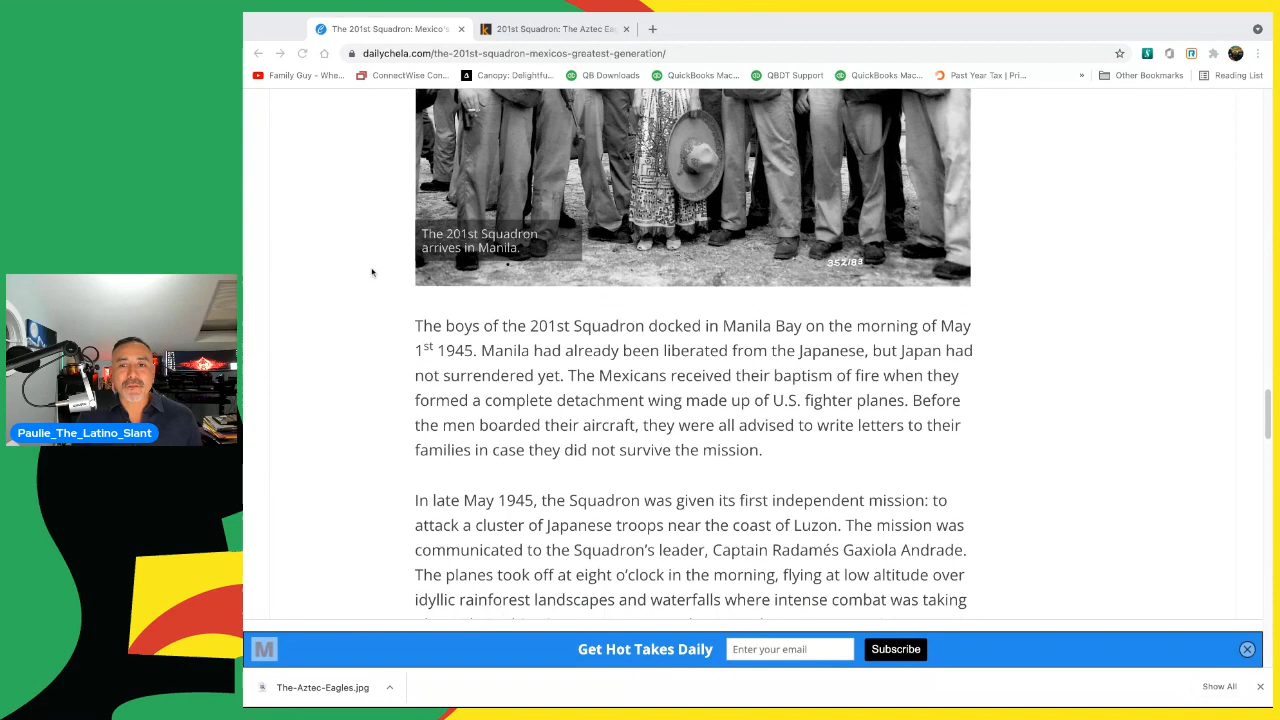 The 201st Squadron: Mexico's
201st Squadron: The Aztec Eag
dailychela.com/the-201st-squadron-mexicos-greatest-generation/
Family Guy - Whe...
ConnectWise Con...
Canopy: Delightfu...
QB Downloads
QuickBooks Mac...
QBDT Support
QuickBooks Mac...
Past Year Tax | Pri...
»
Other Bookmarks
Reading List
The 201st Squadron
arrives in Manila.
352/83
The boys of the 201st Squadron docked in Manila Bay on the morning of May
1st 1945. Manila had already been liberated from the Japanese, but Japan had
not surrendered yet. The Mexicans received their baptism of fire when they
formed a complete detachment wing made up of U.S. fighter planes. Before
the men boarded their aircraft, they were all advised to write letters to their
families in case they did not survive the mission.
In late May 1945, the Squadron was given its first independent mission: to
attack a cluster of Japanese troops near the coast of Luzon. The mission was
communicated to the Squadron's leader, Captain Radamés Gaxiola Andrade.
The planes took off at eight o'clock in the morning, flying at low altitude over
idyllic rainforest landscapes and waterfalls where intense combat was taking
Paulie_The_Latino_Slant
M
Get Hot Takes Daily
Enter your email
Subscribe
The-Aztec-Eagles.jpg
Show All